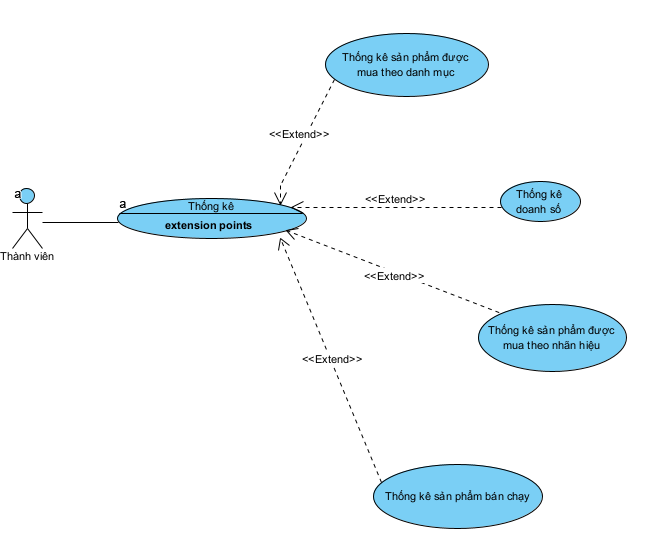 Thống kê sản phẩm được
mua theo danh mục
<<Extend>>
a
Thành viên
a
Thống kê
extension points
<<Extend>>
Thống kê
doanh số
<<Extend>>
Thống kê sản phẩm được
mua theo nhãn hiệu
<<Extend>>
Thống kê sản phẩm bán chạy